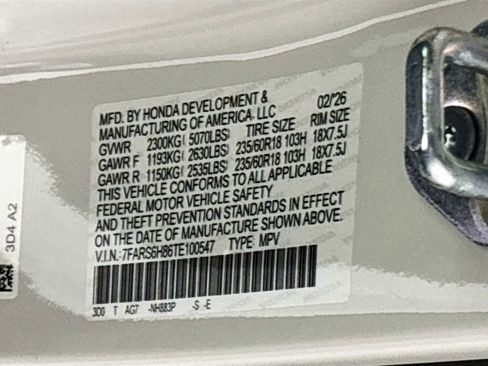 MFD. BY HONDA DEVELOPMENT &
MANUFACTURING OF AMERICA, LLC 02/26
GVWR 2300KG( 5070LBS) TIRE SIZE RIM SIZE
GAWR F 1193KG( 2630LBS) 235/60R18 103H 18X7.5J
GAWR R 1150KG( 2535LBS) 235/60R18 103H 18X7.5J
THIS VEHICLE CONFORMS TO ALL APPLICABLE
FEDERAL MOTOR VEHICLE SAFETY
AND THEFT PREVENTION STANDARDS IN EFFECT
ON THE DATE OF MANUFACTURE SHOWN ABOVE.
V.I.N.:7FARS6H86TE100547 TYPE: MPV
3D0 T AG7 -NH883P -S -E
3D4 A2